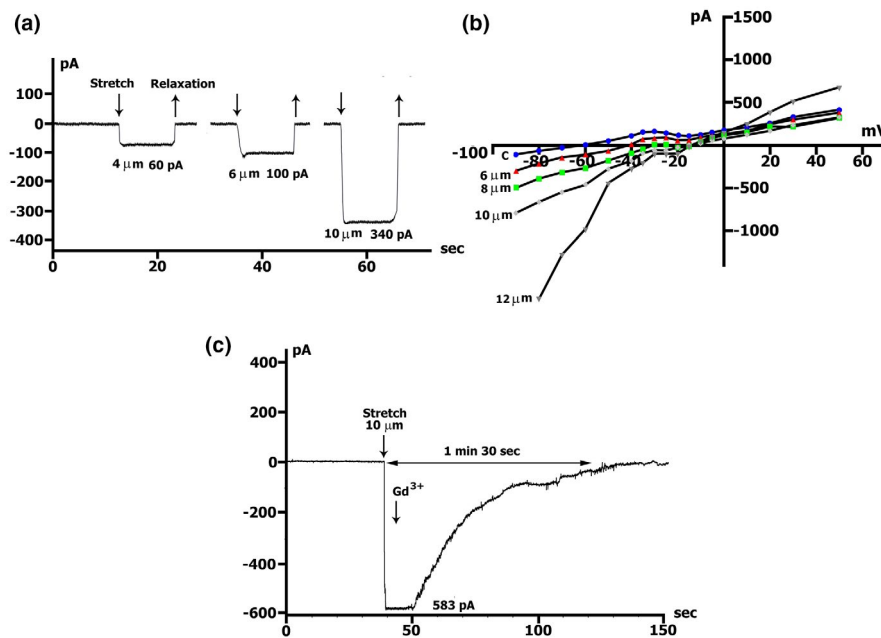 (a)
pA
Stretch Relaxation
100
0
-100
-200
-300
-400
4 μm 60 pA
6 μm 100 pA
10 μm 340 pA
0 20 40 60 sec
(b)
pA
1500
1000
500
mV
-100 -80 -60 -40 -20 20 40 60
-500
-1000
C
6 μm
8 μm
10 μm
12 μm
(c)
pA
400
200
0
-200
-400
-600
Stretch
10 μm
1 min 30 sec
Gd³⁺
583 pA
0 50 100 150 sec